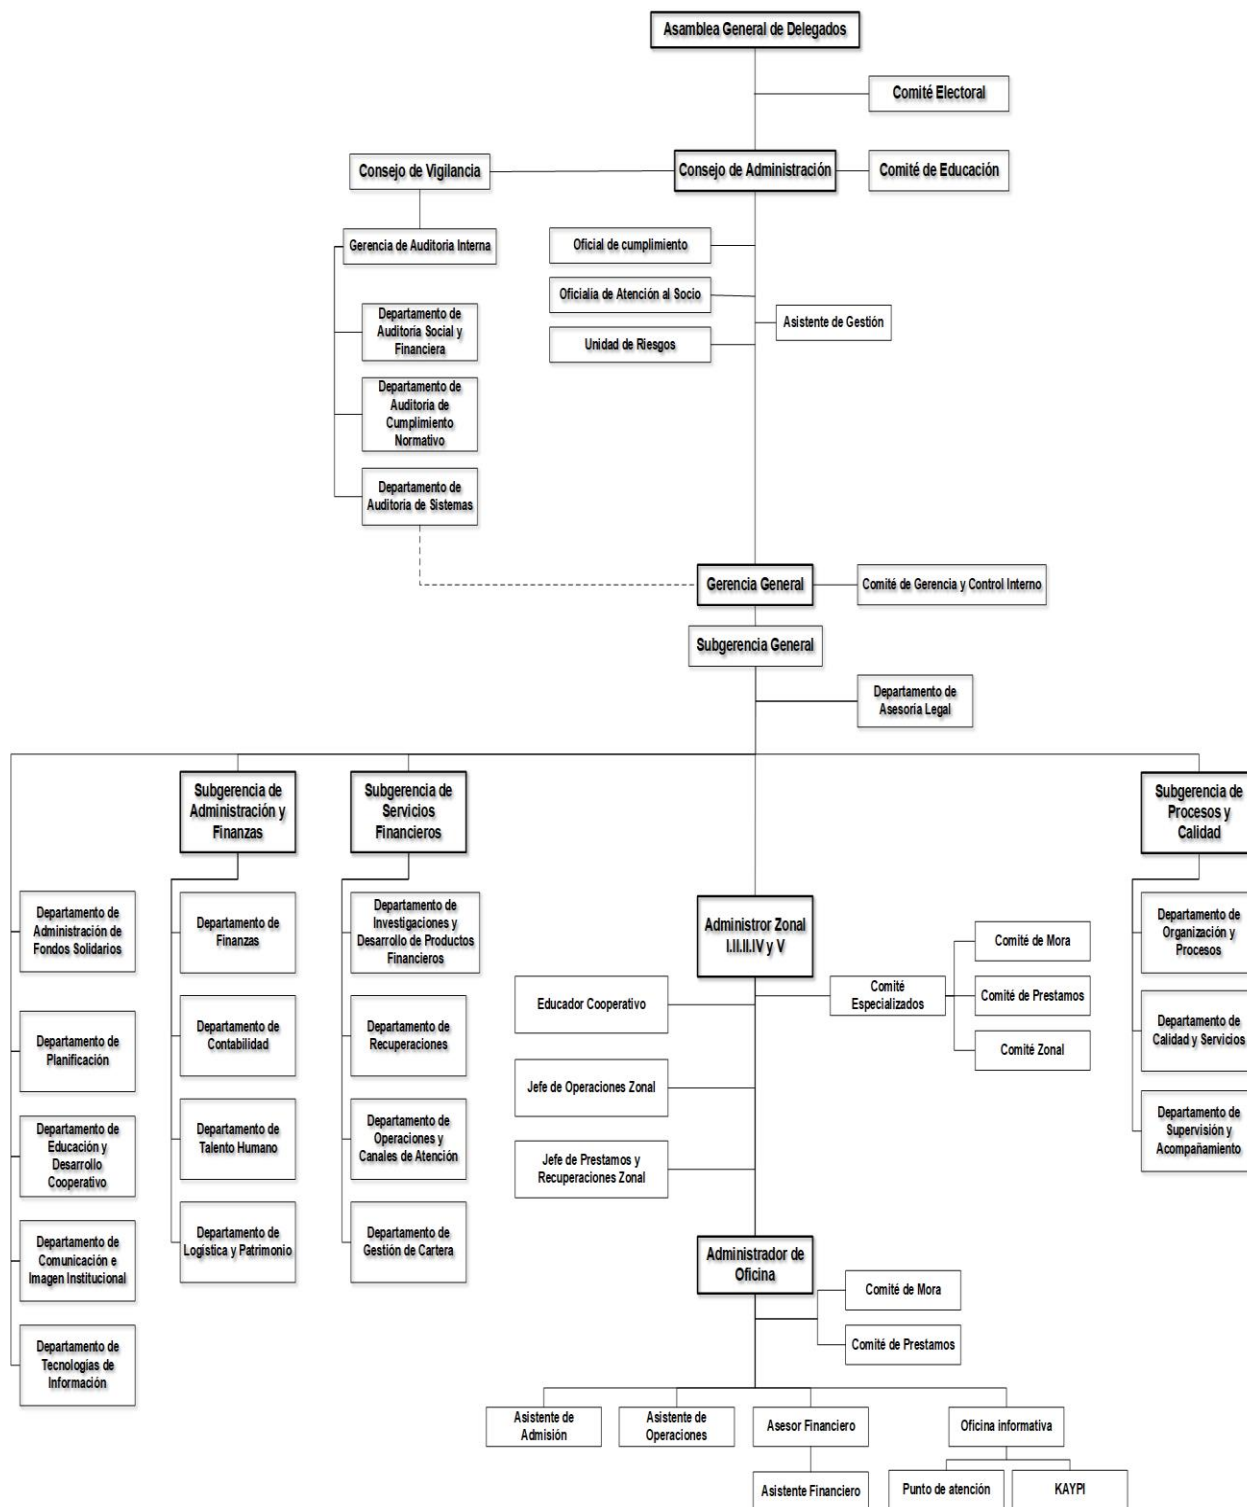 Asamblea General de Delegados
Comité Electoral
Consejo de Vigilancia
Consejo de Administración
Comité de Educación
Gerencia de Auditoria Interna
Oficial de cumplimiento
Oficialía de Atención al Socio
Asistente de Gestión
Unidad de Riesgos
Departamento de
Auditoría Social y
Financiera
Departamento de
Auditoria de
Cumplimiento
Normativo
Departamento de
Auditoria de Sistemas
Gerencia General
Comité de Gerencia y Control Interno
Subgerencia General
Departamento de
Asesoría Legal
Subgerencia de
Administración y
Finanzas
Subgerencia de
Servicios
Financieros
Subgerencia de
Procesos y
Calidad
Departamento de
Administración de
Fondos Solidarios
Departamento de
Finanzas
Departamento de
Investigaciones y
Desarrollo de Productos
Financieros
Administror Zonal
I.II.II.IV y V
Comité de Mora
Departamento de
Organización y
Procesos
Educador Cooperativo
Comité
Especializados
Comité de Prestamos
Comité Zonal
Departamento de
Planificación
Departamento de
Contabilidad
Departamento de
Recuperaciones
Departamento de
Calidad y Servicios
Jefe de Operaciones Zonal
Departamento de
Educación y
Desarrollo
Cooperativo
Departamento de
Talento Humano
Departamento de
Operaciones y
Canales de Atención
Departamento de
Supervisión y
Acompañamiento
Jefe de Prestamos y
Recuperaciones Zonal
Departamento de
Comunicación e
Imagen Institucional
Departamento de
Logística y Patrimonio
Departamento de
Gestión de Cartera
Administrador de
Oficina
Comité de Mora
Comité de Prestamos
Departamento de
Tecnologías de
Información
Asistente de
Admisión
Asistente de
Operaciones
Asesor Financiero
Oficina informativa
Asistente Financiero
Punto de atención
KAYPI